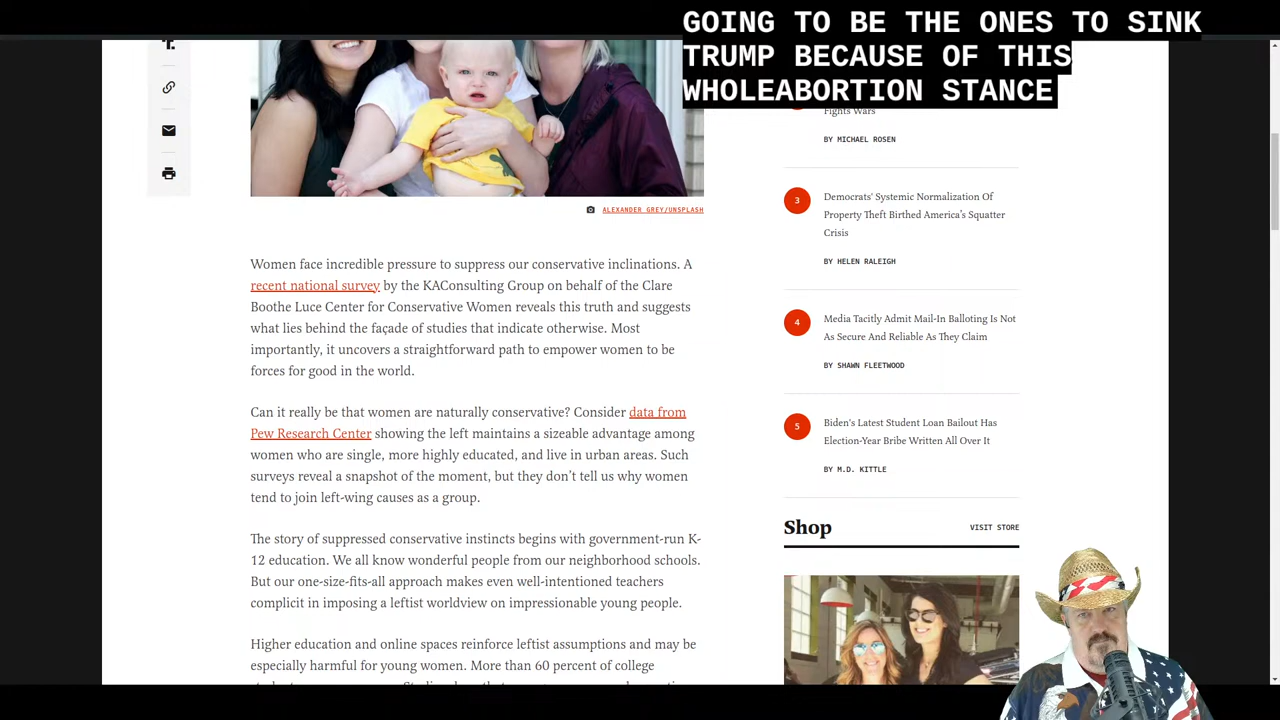 GOING TO BE THE ONES TO SINK
TRUMP BECAUSE OF THIS
WHOLEABORTION STANCE
ALEXANDER GREY/UNSPLASH
Women face incredible pressure to suppress our conservative inclinations. A
recent national survey by the KAConsulting Group on behalf of the Clare
Boothe Luce Center for Conservative Women reveals this truth and suggests
what lies behind the façade of studies that indicate otherwise. Most
importantly, it uncovers a straightforward path to empower women to be
forces for good in the world.
Can it really be that women are naturally conservative? Consider data from
Pew Research Center showing the left maintains a sizeable advantage among
women who are single, more highly educated, and live in urban areas. Such
surveys reveal a snapshot of the moment, but they don't tell us why women
tend to join left-wing causes as a group.
The story of suppressed conservative instincts begins with government-run K-
12 education. We all know wonderful people from our neighborhood schools.
But our one-size-fits-all approach makes even well-intentioned teachers
complicit in imposing a leftist worldview on impressionable young people.
Higher education and online spaces reinforce leftist assumptions and may be
especially harmful for young women. More than 60 percent of college
Fights Wars
BY MICHAEL ROSEN
3
Democrats' Systemic Normalization Of
Property Theft Birthed America's Squatter
Crisis
BY HELEN RALEIGH
4
Media Tacitly Admit Mail-In Balloting Is Not
As Secure And Reliable As They Claim
BY SHAWN FLEETWOOD
5
Biden's Latest Student Loan Bailout Has
Election-Year Bribe Written All Over It
BY M.D. KITTLE
Shop
VISIT STORE